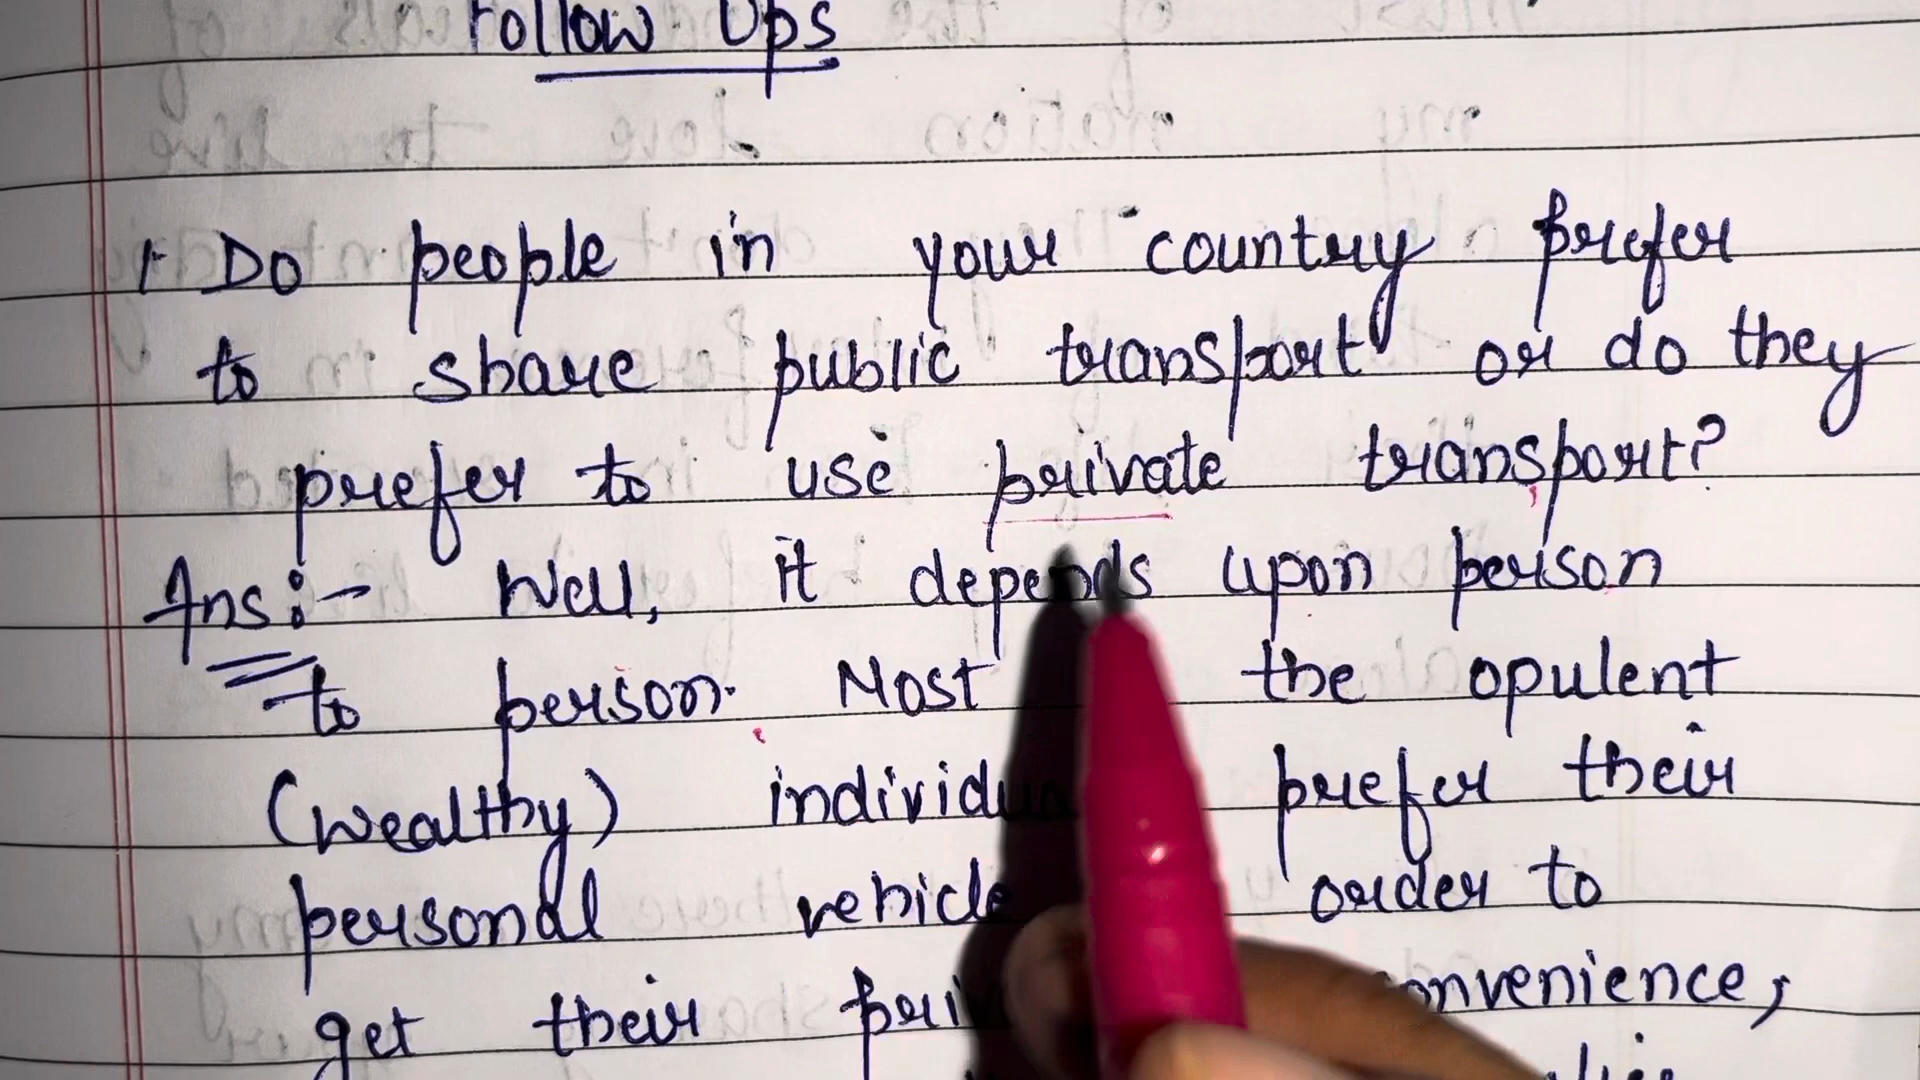 Follow Ups
1. Do people in your country prefer
to share public transport or do they
prefer to use private transport?
Ans:- Well, it depends upon person
to person. Most the opulent
(wealthy) prefer their
personal order to
get their